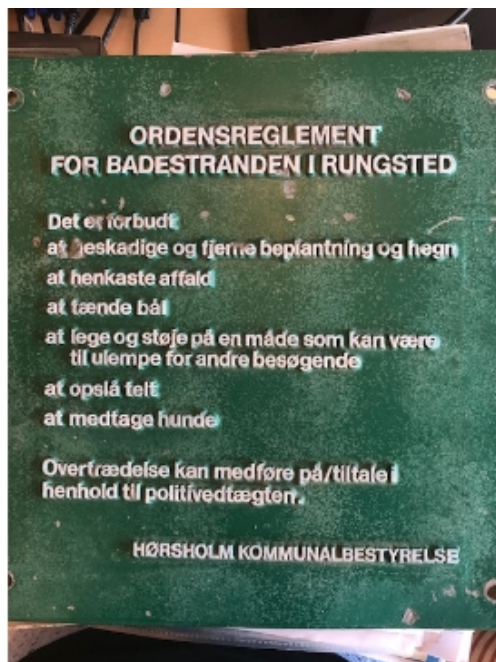 ORDENSREGLEMENT
FOR BADESTRANDEN I RUNGSTED
Det er forbudt
at beskadige og fjerne beplantning og hegn
at henkaste affald
at tænde bål
at lege og støje på en måde som kan være
til ulempe for andre besøgende
at opslå telt
at medtage hunde
Overtrædelse kan medføre på/tiltale i
henhold til politivedtægten.
HØRSHOLM KOMMUNALBESTYRELSE